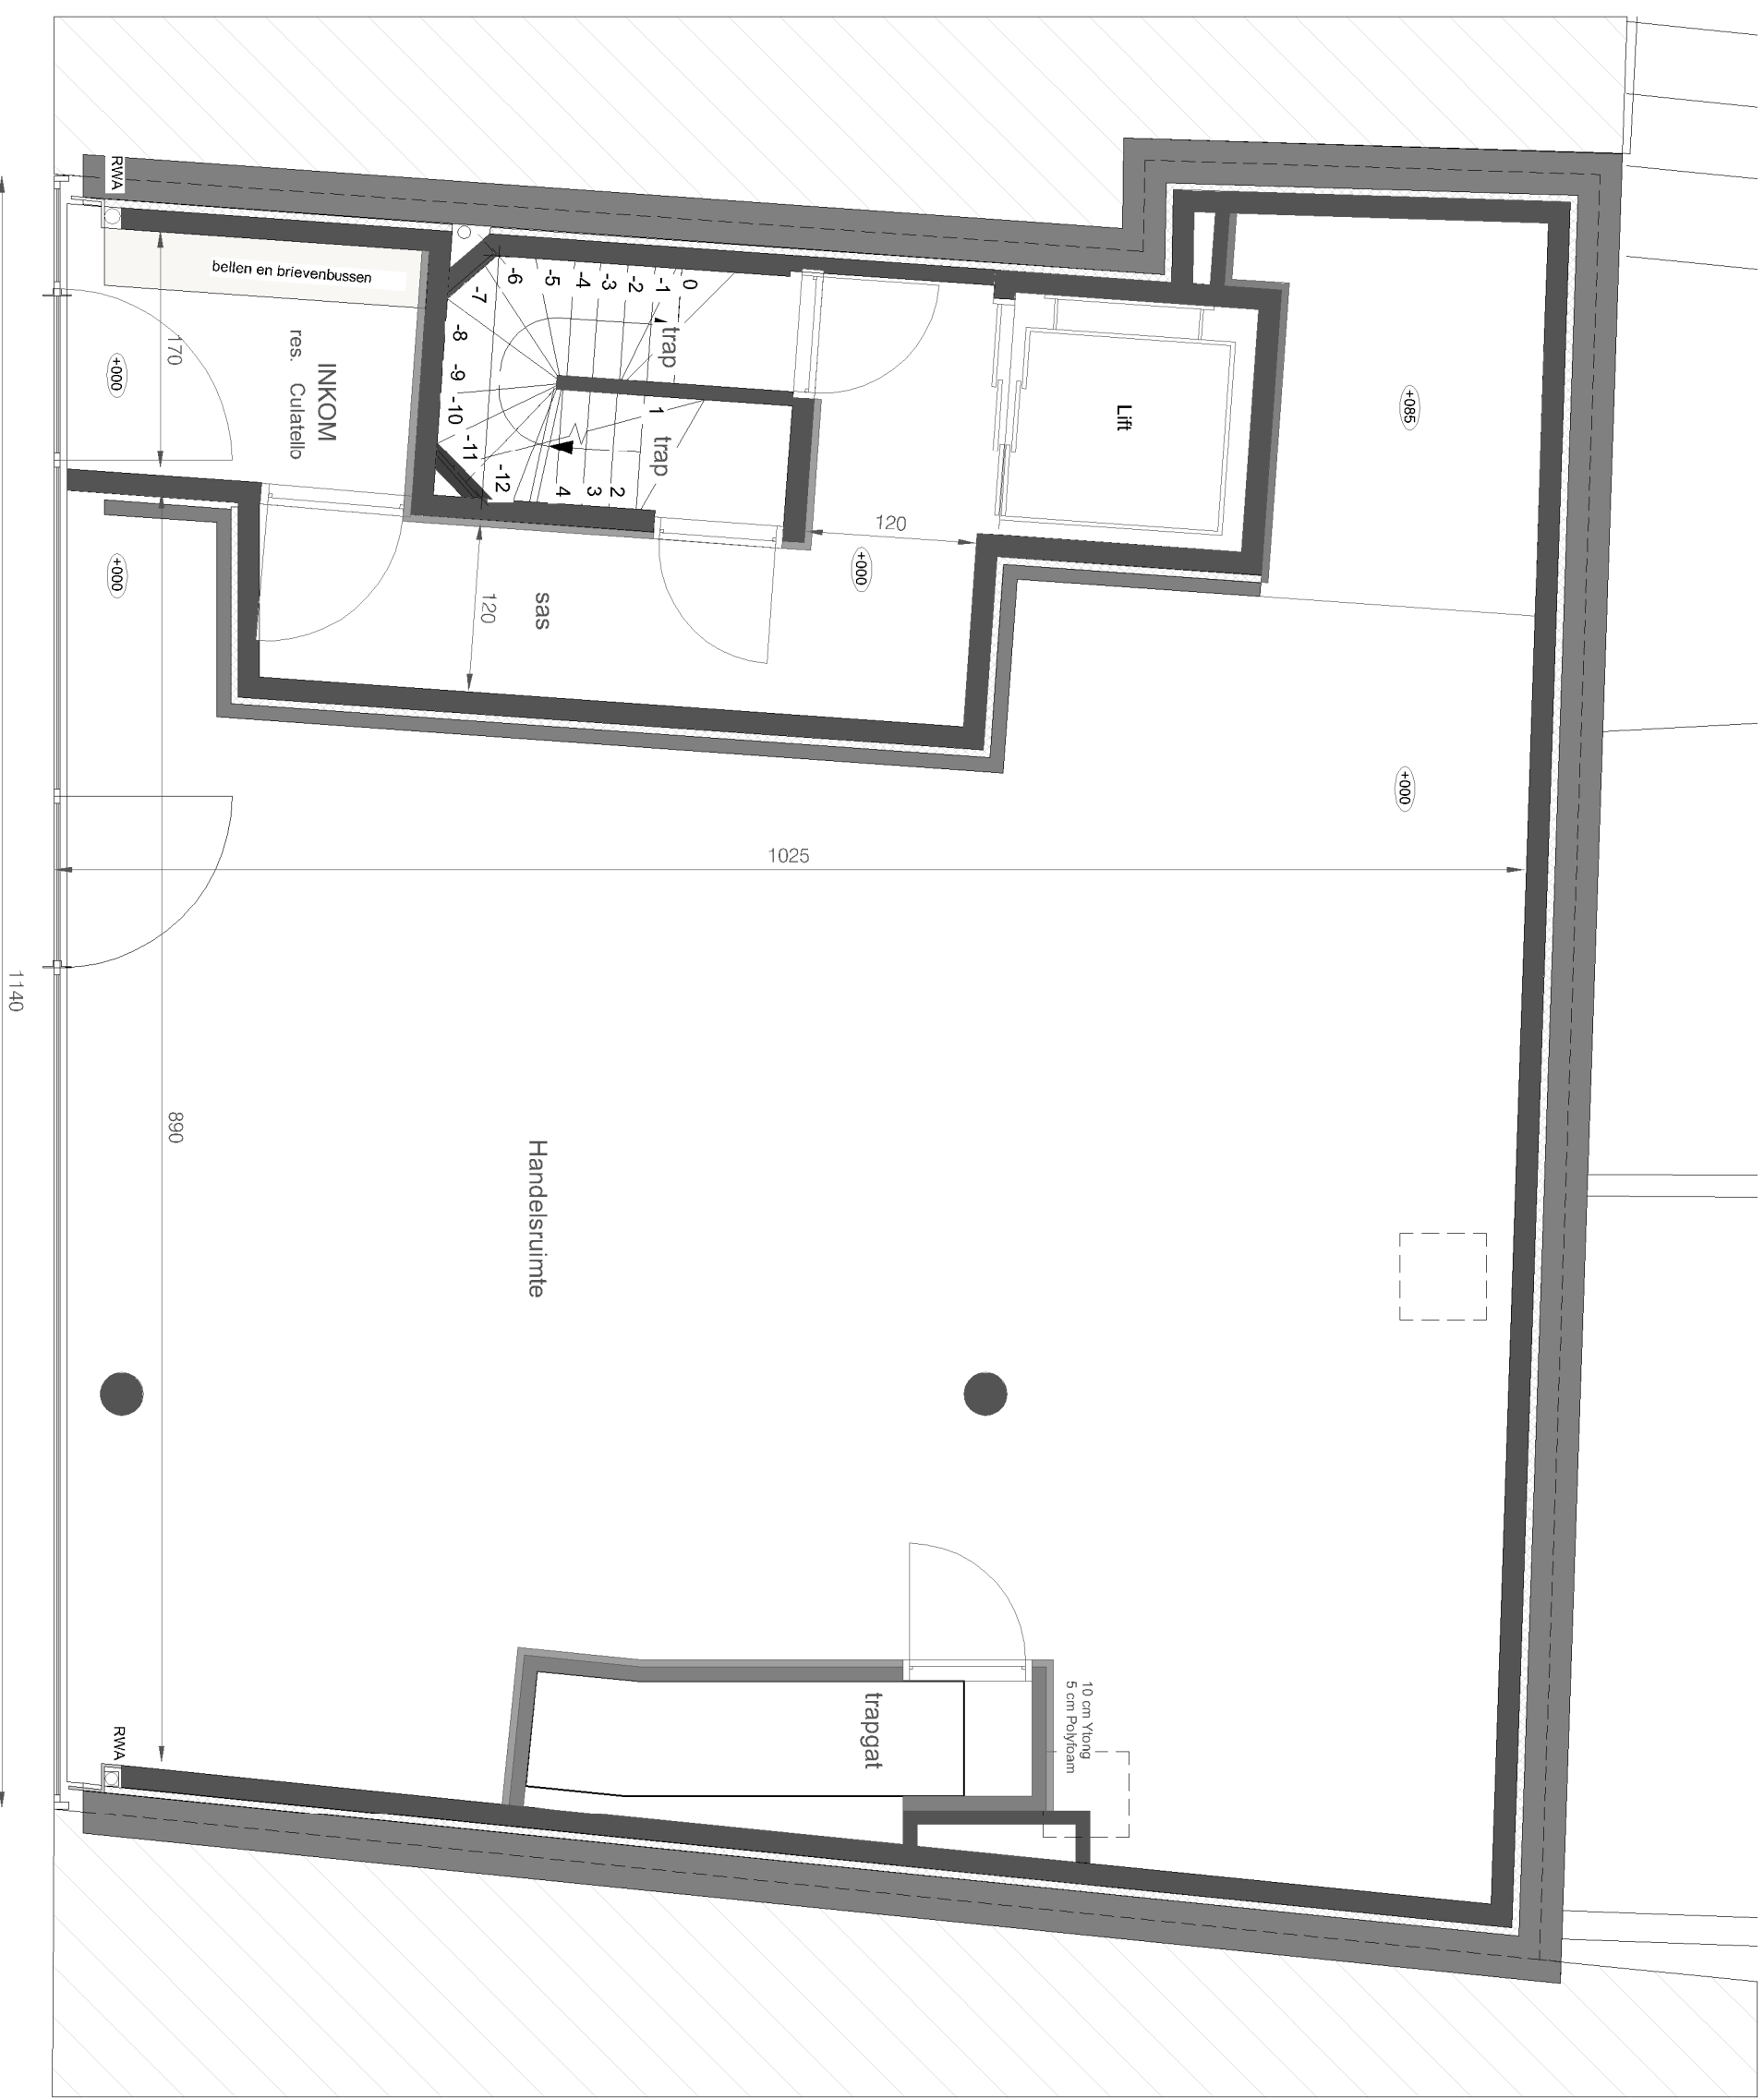 RWA
bellen en brievenbussen
INKOM
res. Culatello
170
+000
+000
0
-1
-2
-3
-4
-5
-6
-7
-8
-9
-10
-11
-12
trap
trap
1
2
3
4
Lift
+085
120
+000
sas
120
+000
1025
1140
890
Handelsruimte
trapgat
10 cm Ytong
5 cm Polyfoam
RWA